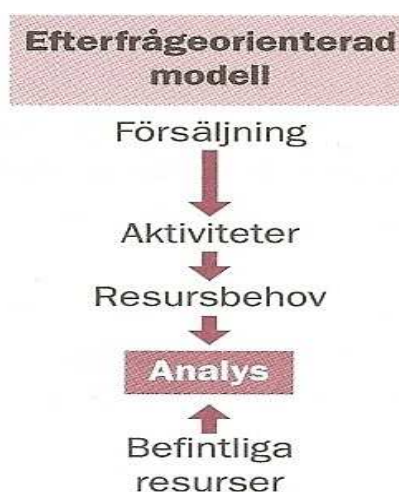 Efterfrågeorienterad
modell
Försäljning
Aktiviteter
Resursbehov
Analys
Befintliga
resurser